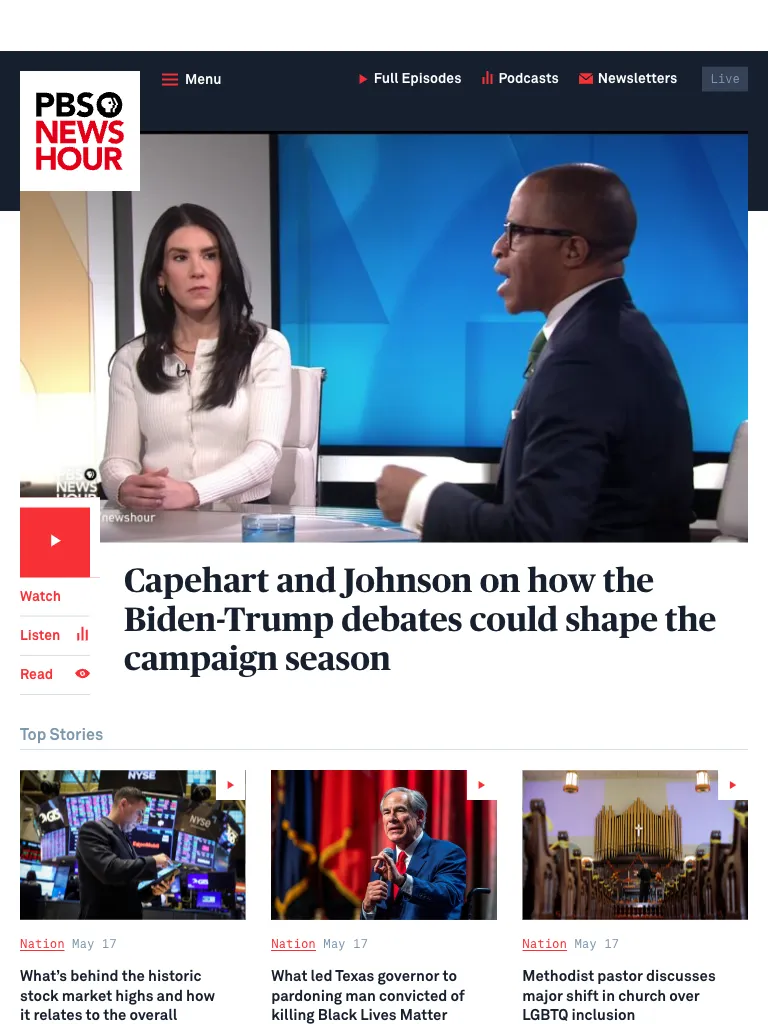 PBS
NEWS
HOUR
Menu
Full Episodes
Podcasts
Newsletters
Live
PBS
NEWS
HOUR
newshour
Watch
Listen
Read
Capehart and Johnson on how the
Biden-Trump debates could shape the
campaign season
Top Stories
NYSE
NYSE
Nation May 17
What’s behind the historic
stock market highs and how
it relates to the overall
Nation May 17
What led Texas governor to
pardoning man convicted of
killing Black Lives Matter
Nation May 17
Methodist pastor discusses
major shift in church over
LGBTQ inclusion